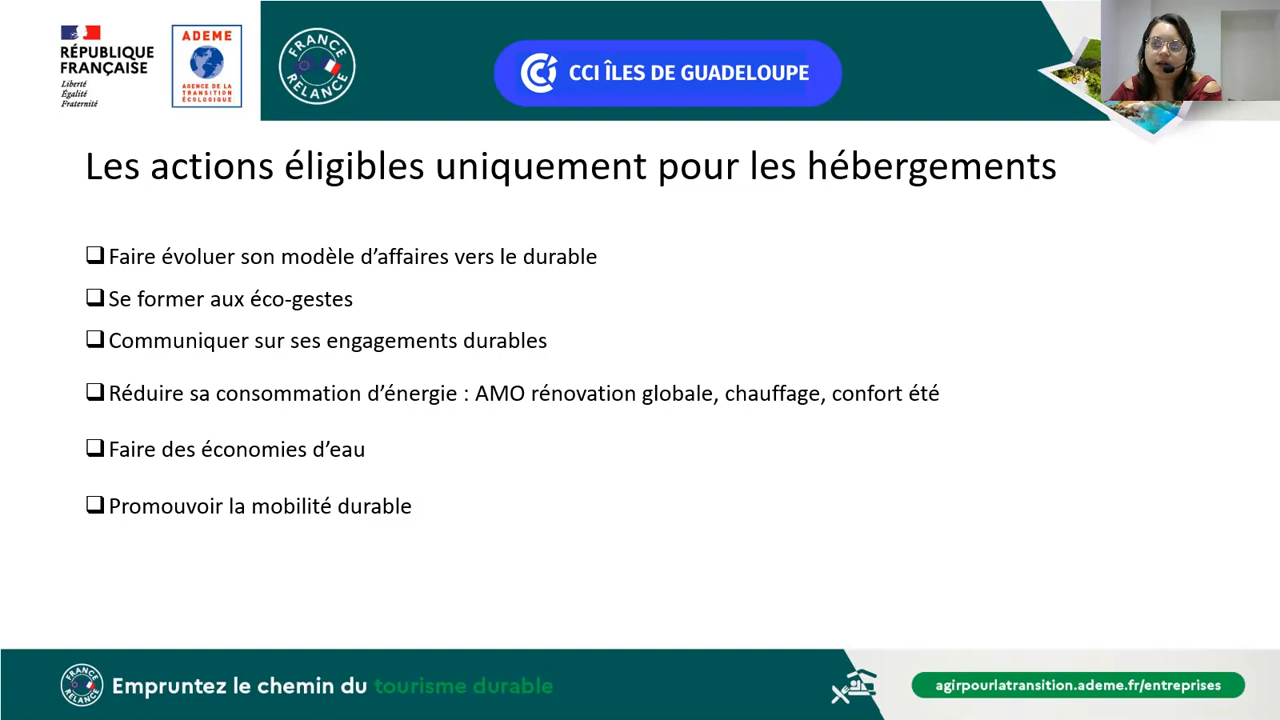 RÉPUBLIQUE
FRANÇAISE
Liberté
Égalité
Fraternité
ADEME
AGENCE DE LA
TRANSITION
ÉCOLOGIQUE
FRANCE
RELANCE
CCI ÎLES DE GUADELOUPE
Les actions éligibles uniquement pour les hébergements
Faire évoluer son modèle d’affaires vers le durable
Se former aux éco-gestes
Communiquer sur ses engagements durables
Réduire sa consommation d’énergie : AMO rénovation globale, chauffage, confort été
Faire des économies d’eau
Promouvoir la mobilité durable
FRANCE
RELANCE
Empruntez le chemin du tourisme durable
agirpourlatransition.ademe.fr/entreprises